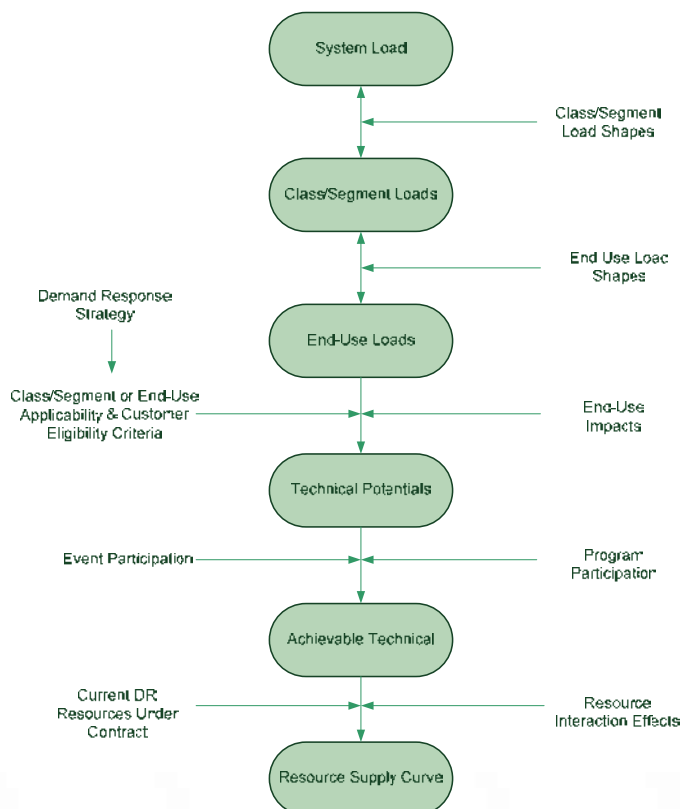 System Load
Class/Segment
Load Shapes
Class/Segment Loads
End Use Load
Shapes
Demand Response
Strategy
End-Use Loads
Class/Segment or End-Use
Applicability & Customer
Eligibility Criteria
End-Use
Impacts
Technical Potentials
Event Participation
Program
Participation
Achievable Technical
Current DR
Resources Under
Contract
Resource
Interaction Effects
Resource Supply Curve